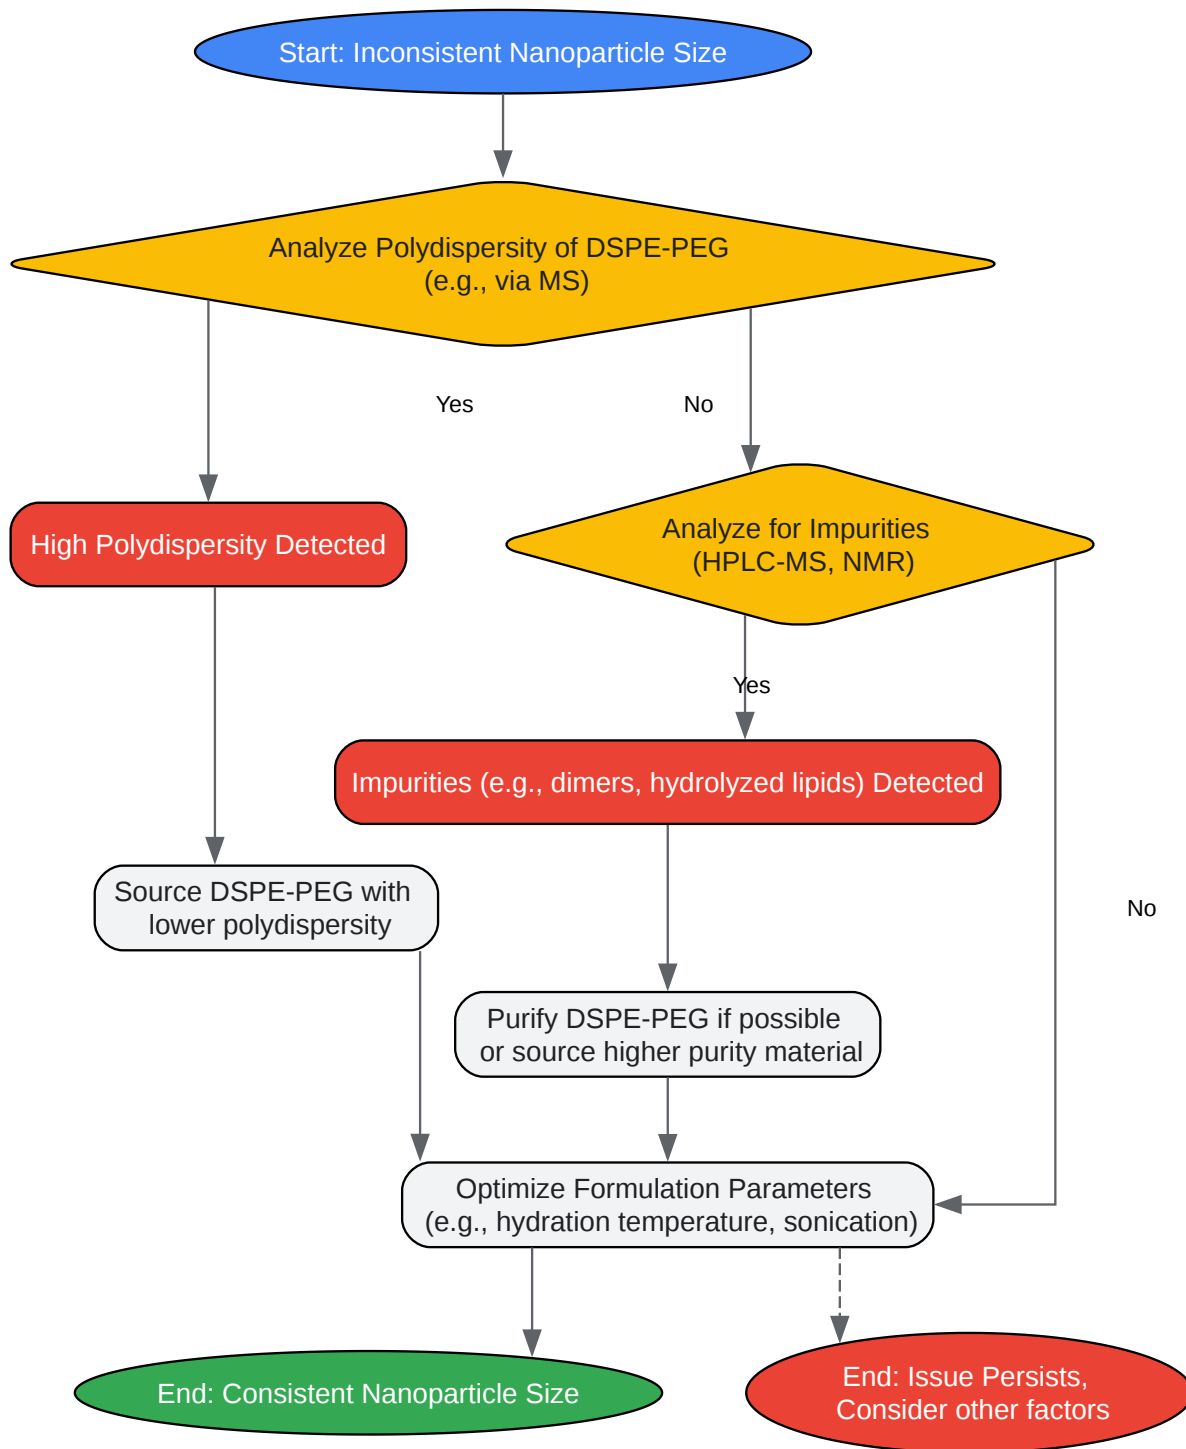 Start: Inconsistent Nanoparticle Size
Analyze Polydispersity of DSPE-PEG
(e.g., via MS)
Yes
No
High Polydispersity Detected
Analyze for Impurities
(HPLC-MS, NMR)
Yes
Impurities (e.g., dimers, hydrolyzed lipids) Detected
Source DSPE-PEG with
lower polydispersity
No
Purify DSPE-PEG if possible
or source higher purity material
Optimize Formulation Parameters
(e.g., hydration temperature, sonication)
End: Consistent Nanoparticle Size
End: Issue Persists,
Consider other factors